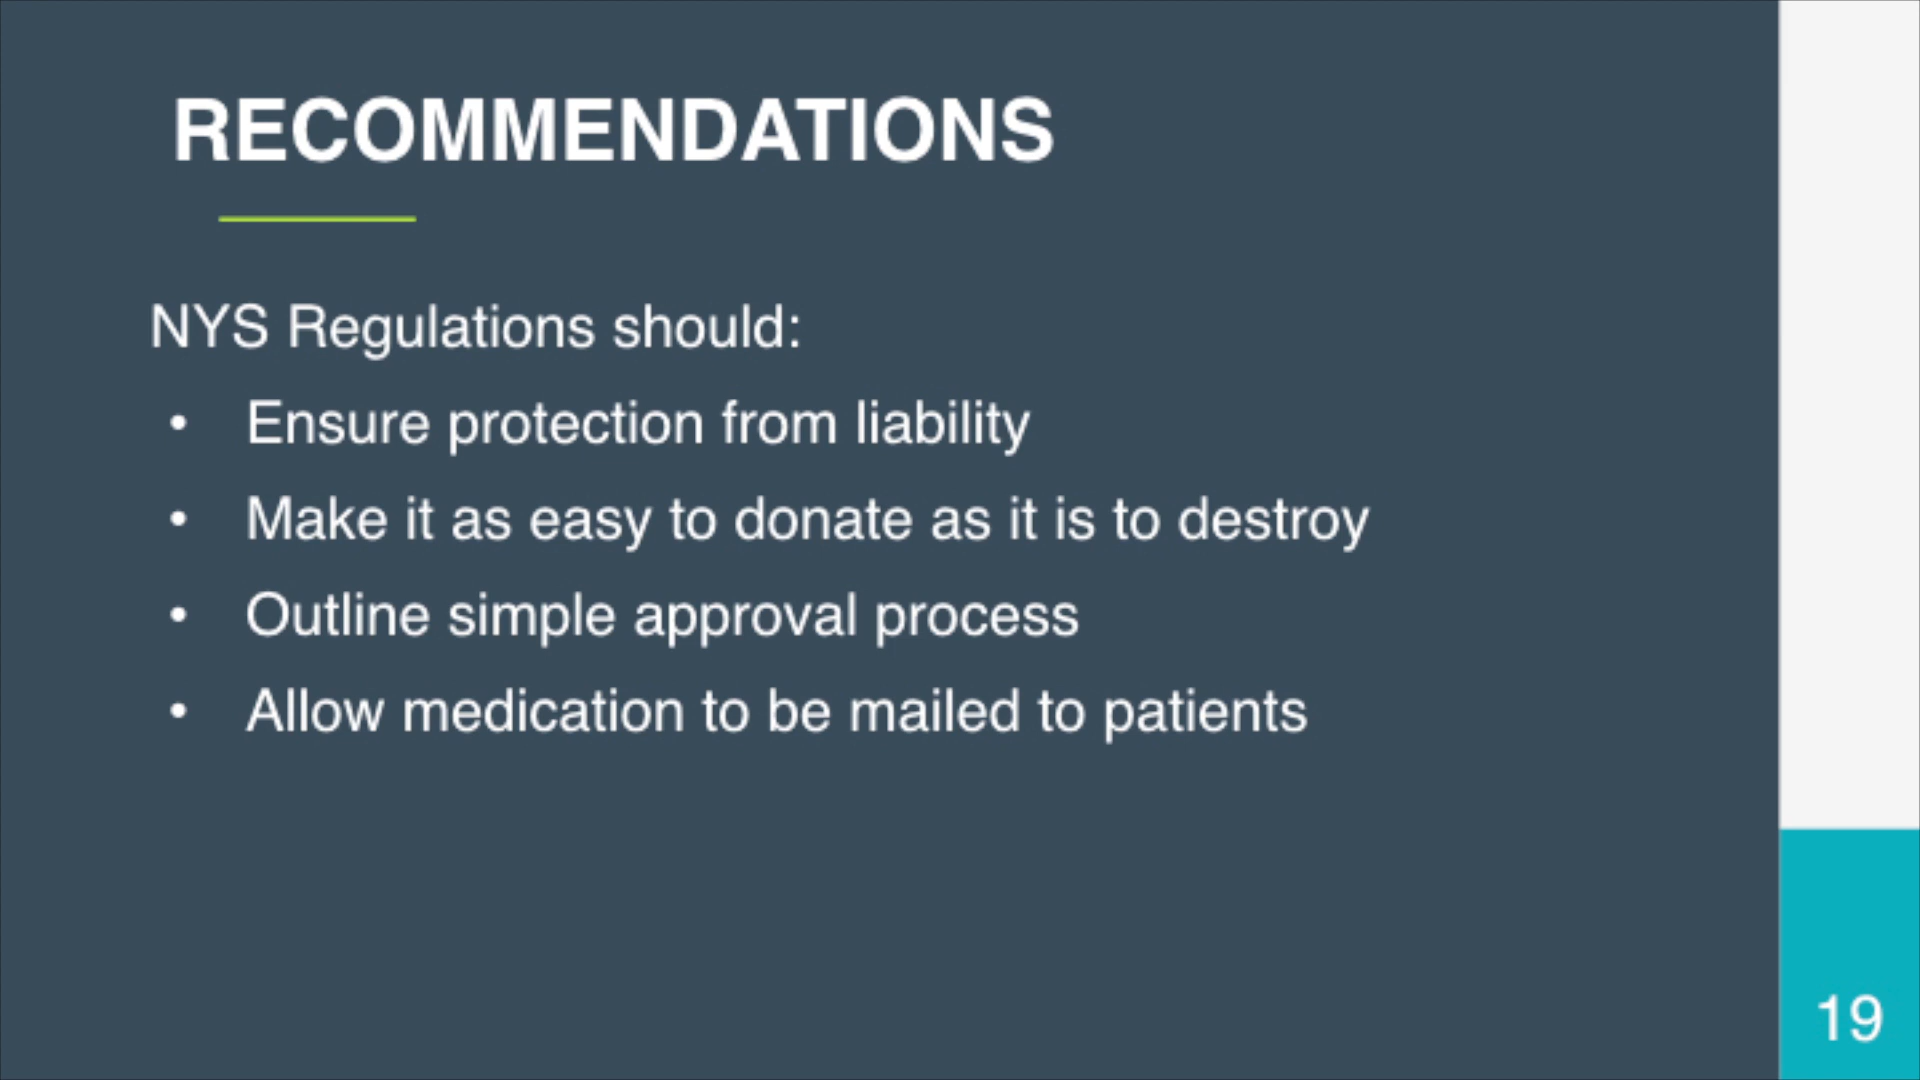 RECOMMENDATIONS
NYS Regulations should:
• Ensure protection from liability
• Make it as easy to donate as it is to destroy
• Outline simple approval process
• Allow medication to be mailed to patients
19